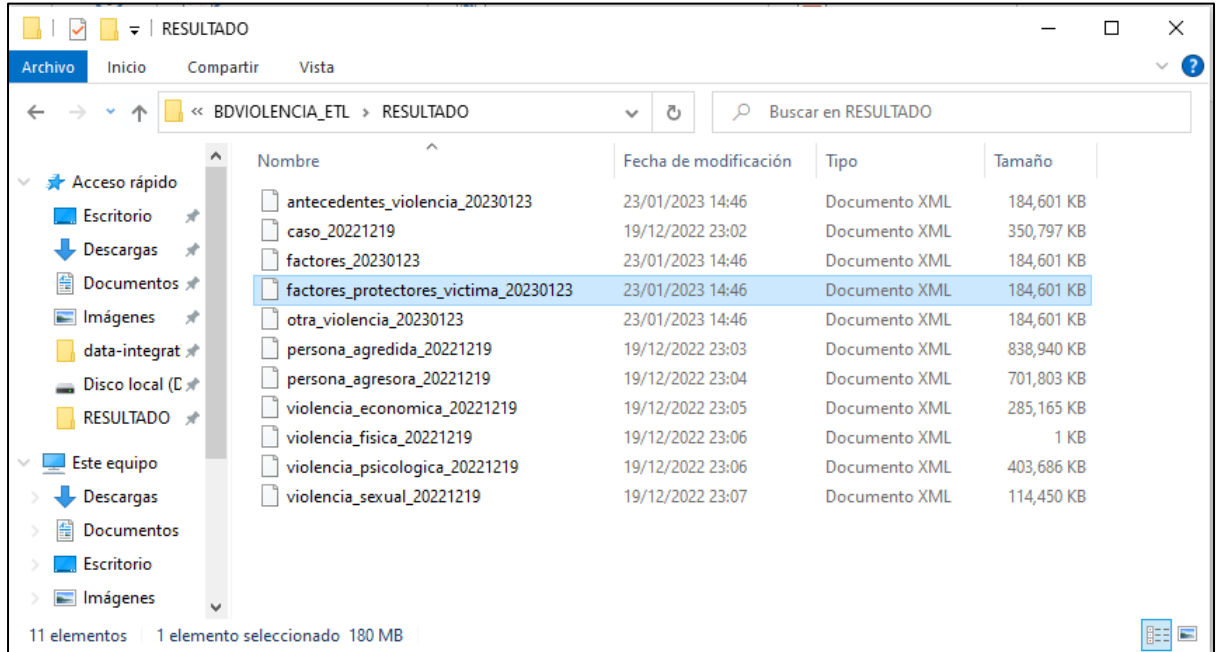 RESULTADO
Archivo Inicio Compartir Vista
« BDVIOLENCIA_ETL > RESULTADO Buscar en RESULTADO
Nombre Fecha de modificación Tipo Tamaño
Acceso rápido
Escritorio
Descargas
Documentos
Imágenes
data-integrat
Disco local (D
RESULTADO
Este equipo
Descargas
Documentos
Escritorio
Imágenes
antecedentes_violencia_20230123 23/01/2023 14:46 Documento XML 184,601 KB
caso_20221219 19/12/2022 23:02 Documento XML 350,797 KB
factores_20230123 23/01/2023 14:46 Documento XML 184,601 KB
factores_protectores_victima_20230123 23/01/2023 14:46 Documento XML 184,601 KB
otra_violencia_20230123 23/01/2023 14:46 Documento XML 184,601 KB
persona_agredida_20221219 19/12/2022 23:03 Documento XML 838,940 KB
persona_agresora_20221219 19/12/2022 23:04 Documento XML 701,803 KB
violencia_economica_20221219 19/12/2022 23:05 Documento XML 285,165 KB
violencia_fisica_20221219 19/12/2022 23:06 Documento XML 1 KB
violencia_psicologica_20221219 19/12/2022 23:06 Documento XML 403,686 KB
violencia_sexual_20221219 19/12/2022 23:07 Documento XML 114,450 KB
11 elementos 1 elemento seleccionado 180 MB